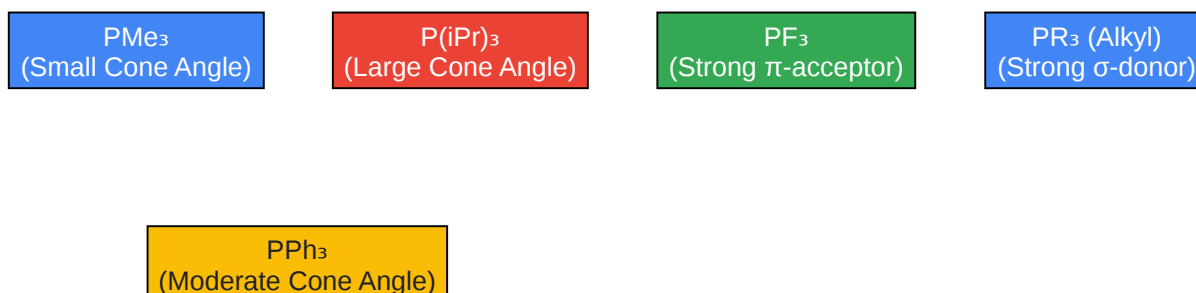 PMe₃
(Small Cone Angle)
P(iPr)₃
(Large Cone Angle)
PF₃
(Strong π-acceptor)
PR₃ (Alkyl)
(Strong σ-donor)
PPh₃
(Moderate Cone Angle)